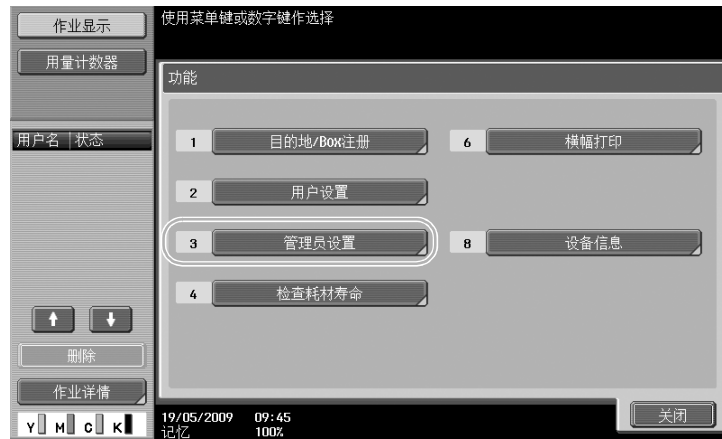 作业显示
用量计数器
用户名 状态
删除
作业详情
Y M C K
使用菜单键或数字键作选择
功能
1 目的地/Box注册
2 用户设置
3 管理员设置
4 检查耗材寿命
6 横幅打印
8 设备信息
19/05/2009 09:45
记忆 100%
关闭